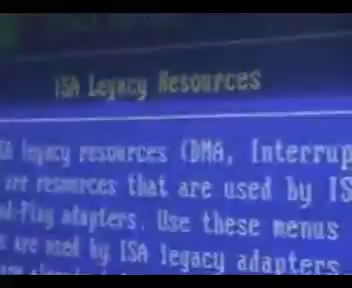 ISA Legacy Resources
legacy resources (DMA, Interrup
are resources that are used by IS
Play adapters. Use these menus
are used by ISA legacy adapters